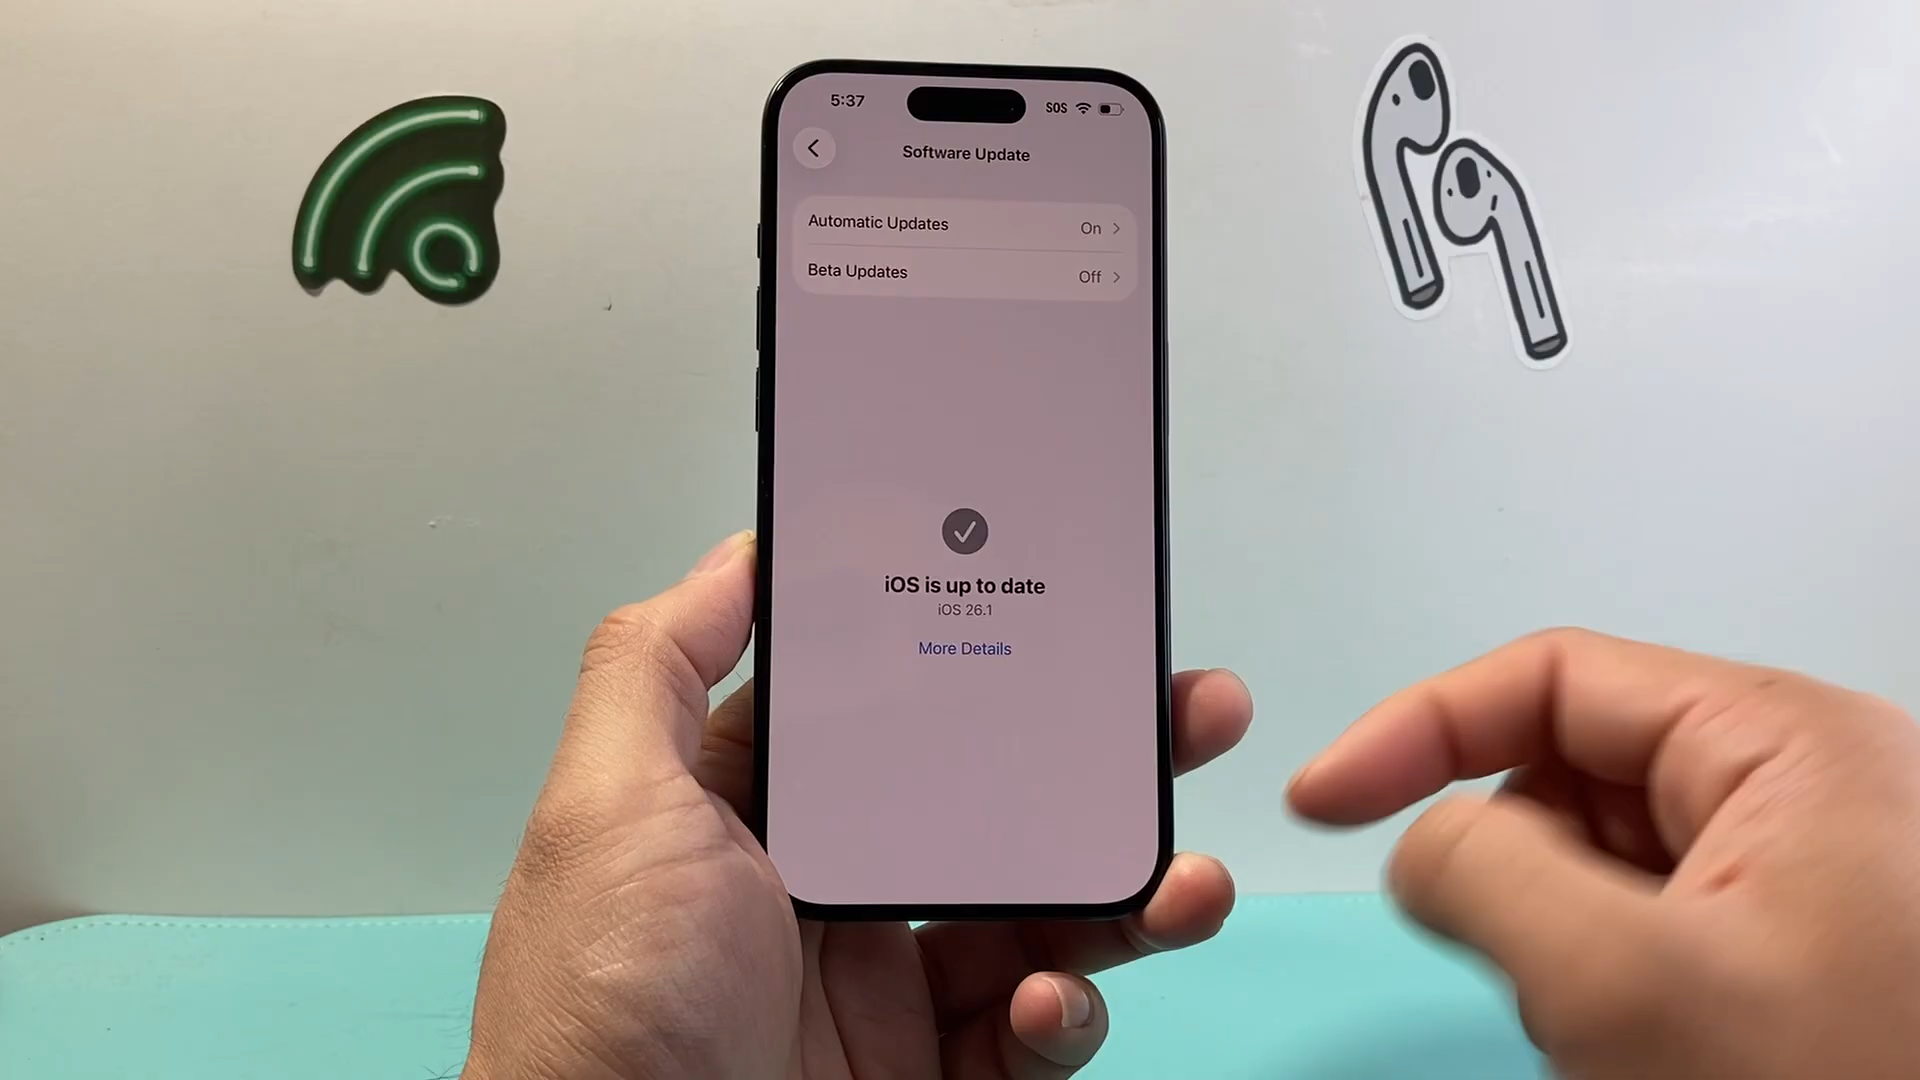 5:37
SOS
Software Update
Automatic Updates On
Beta Updates Off
iOS is up to date
iOS 26.1
More Details